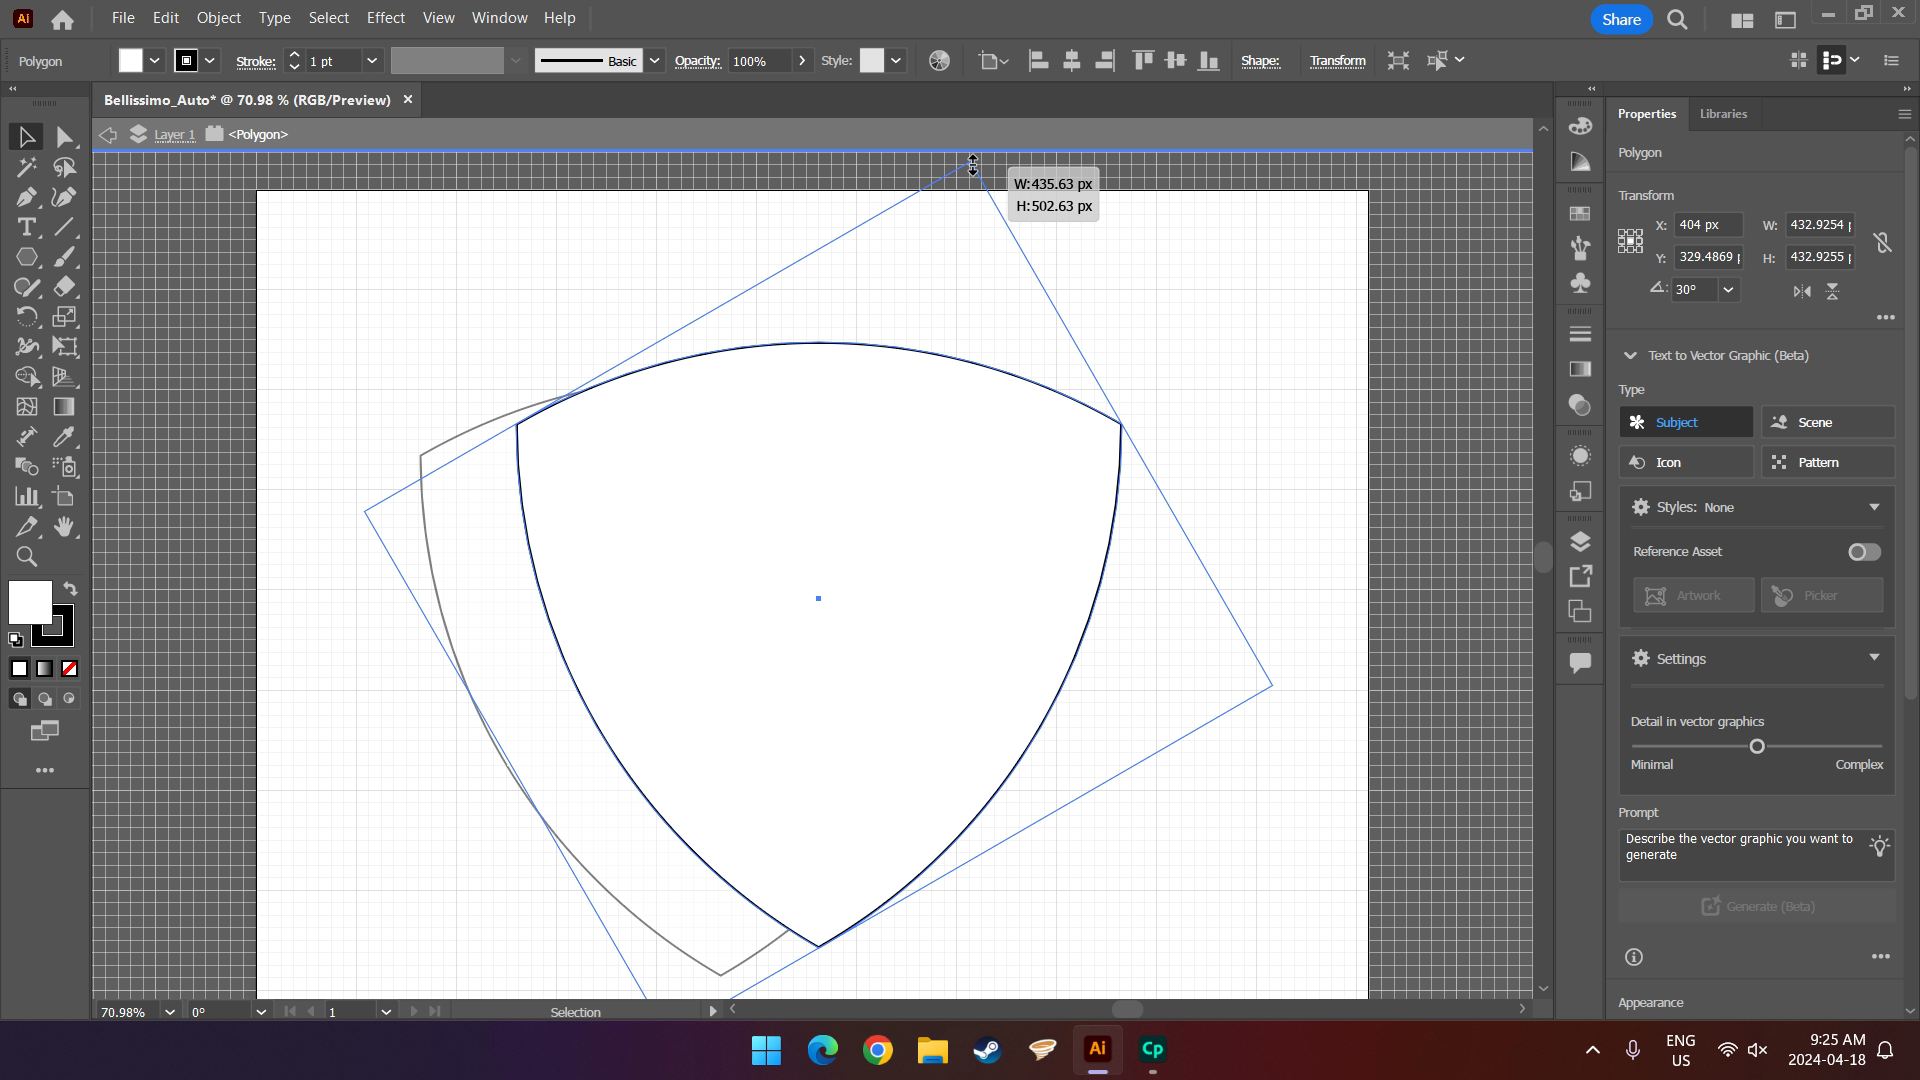 Ai File Edit Object Type Select Effect View Window Help Share
Polygon Stroke: 1 pt Basic Opacity: 100% Style: Shape: Transform
Bellissimo_Auto* @ 70.98 % (RGB/Preview)
Layer 1 <Polygon>
W:435.63 px
H:502.63 px
Properties Libraries
Polygon
Transform
X: 404 px W: 432.9254
Y: 329.4869 H: 432.9255
30°
Text to Vector Graphic (Beta)
Type
Subject Scene
Icon Pattern
Styles: None
Reference Asset
Artwork Picker
Settings
Detail in vector graphics
Minimal Complex
Prompt
Describe the vector graphic you want to
generate
Generate (Beta)
Appearance
70.98% 0° 1 Selection
Ai Cp
ENG
US
9:25 AM
2024-04-18